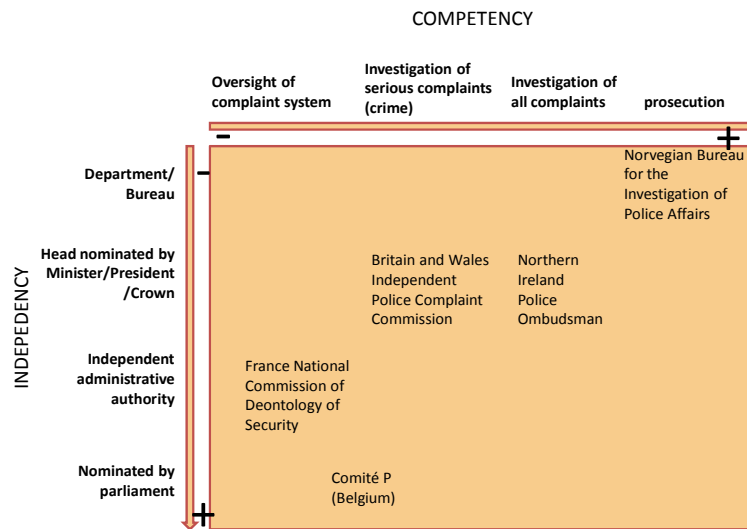 COMPETENCY
Oversight of
complaint system
Investigation of
serious complaints
(crime)
Investigation of
all complaints
prosecution
-
+
INDEPEDENCY
-
+
Department/
Bureau
Norvegian Bureau
for the
Investigation of
Police Affairs
Head nominated by
Minister/President
/Crown
Britain and Wales
Independent
Police Complaint
Commission
Northern
Ireland
Police
Ombudsman
Independent
administrative
authority
France National
Commission of
Deontology of
Security
Nominated by
parliament
Comité P
(Belgium)